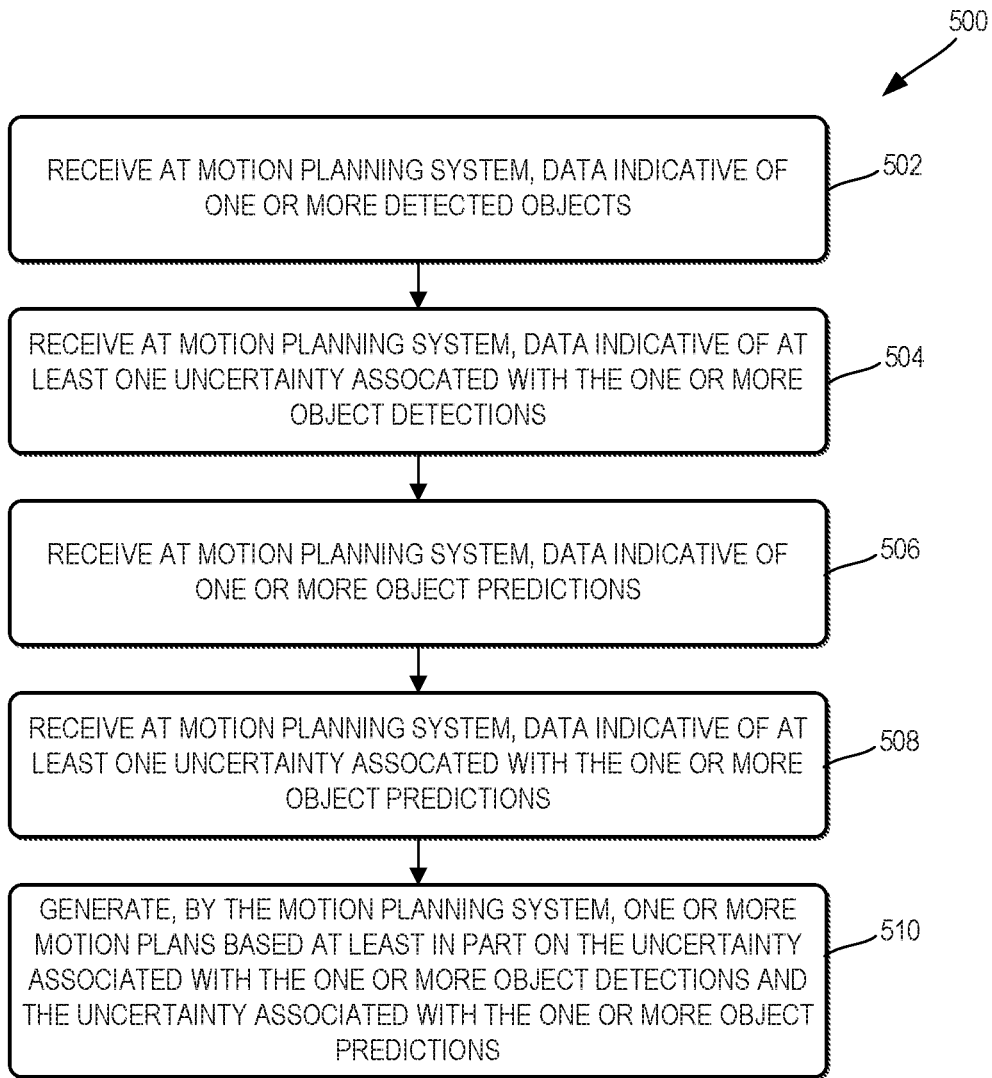 500
RECEIVE AT MOTION PLANNING SYSTEM, DATA INDICATIVE OF
ONE OR MORE DETECTED OBJECTS
502
RECEIVE AT MOTION PLANNING SYSTEM, DATA INDICATIVE OF AT
LEAST ONE UNCERTAINTY ASSOCATED WITH THE ONE OR MORE
OBJECT DETECTIONS
504
RECEIVE AT MOTION PLANNING SYSTEM, DATA INDICATIVE OF
ONE OR MORE OBJECT PREDICTIONS
506
RECEIVE AT MOTION PLANNING SYSTEM, DATA INDICATIVE OF AT
LEAST ONE UNCERTAINTY ASSOCATED WITH THE ONE OR MORE
OBJECT PREDICTIONS
508
GENERATE, BY THE MOTION PLANNING SYSTEM, ONE OR MORE
MOTION PLANS BASED AT LEAST IN PART ON THE UNCERTAINTY
ASSOCIATED WITH THE ONE OR MORE OBJECT DETECTIONS AND
THE UNCERTAINTY ASSOCIATED WITH THE ONE OR MORE OBJECT
PREDICTIONS
510